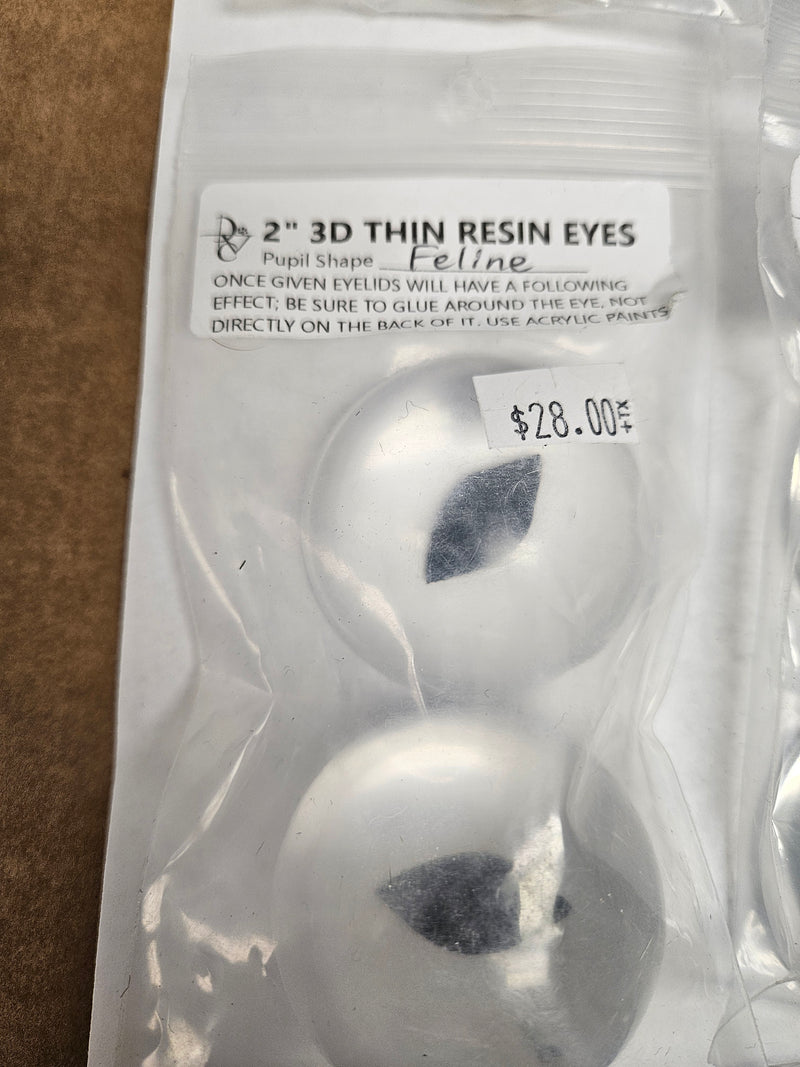 2" 3D THIN RESIN EYES
Pupil Shape Feline
ONCE GIVEN EYELIDS WILL HAVE A FOLLOWING
EFFECT; BE SURE TO GLUE AROUND THE EYE, NOT
DIRECTLY ON THE BACK OF IT. USE ACRYLIC PAINTS
$28.00+TX